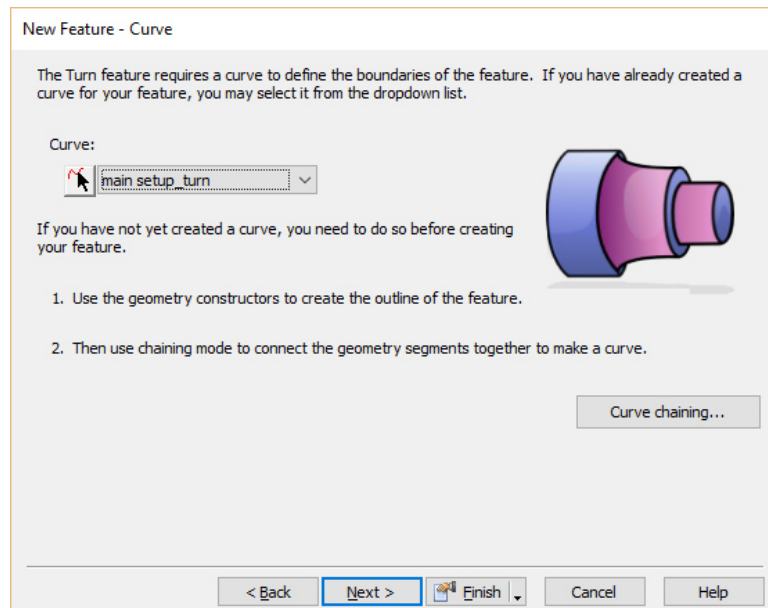 New Feature - Curve
The Turn feature requires a curve to define the boundaries of the feature.  If you have already created a
curve for your feature, you may select it from the dropdown list.
Curve:
main setup_turn
If you have not yet created a curve, you need to do so before creating
your feature.
1.  Use the geometry constructors to create the outline of the feature.
2.  Then use chaining mode to connect the geometry segments together to make a curve.
Curve chaining...
< Back
Next >
Finish
Cancel
Help